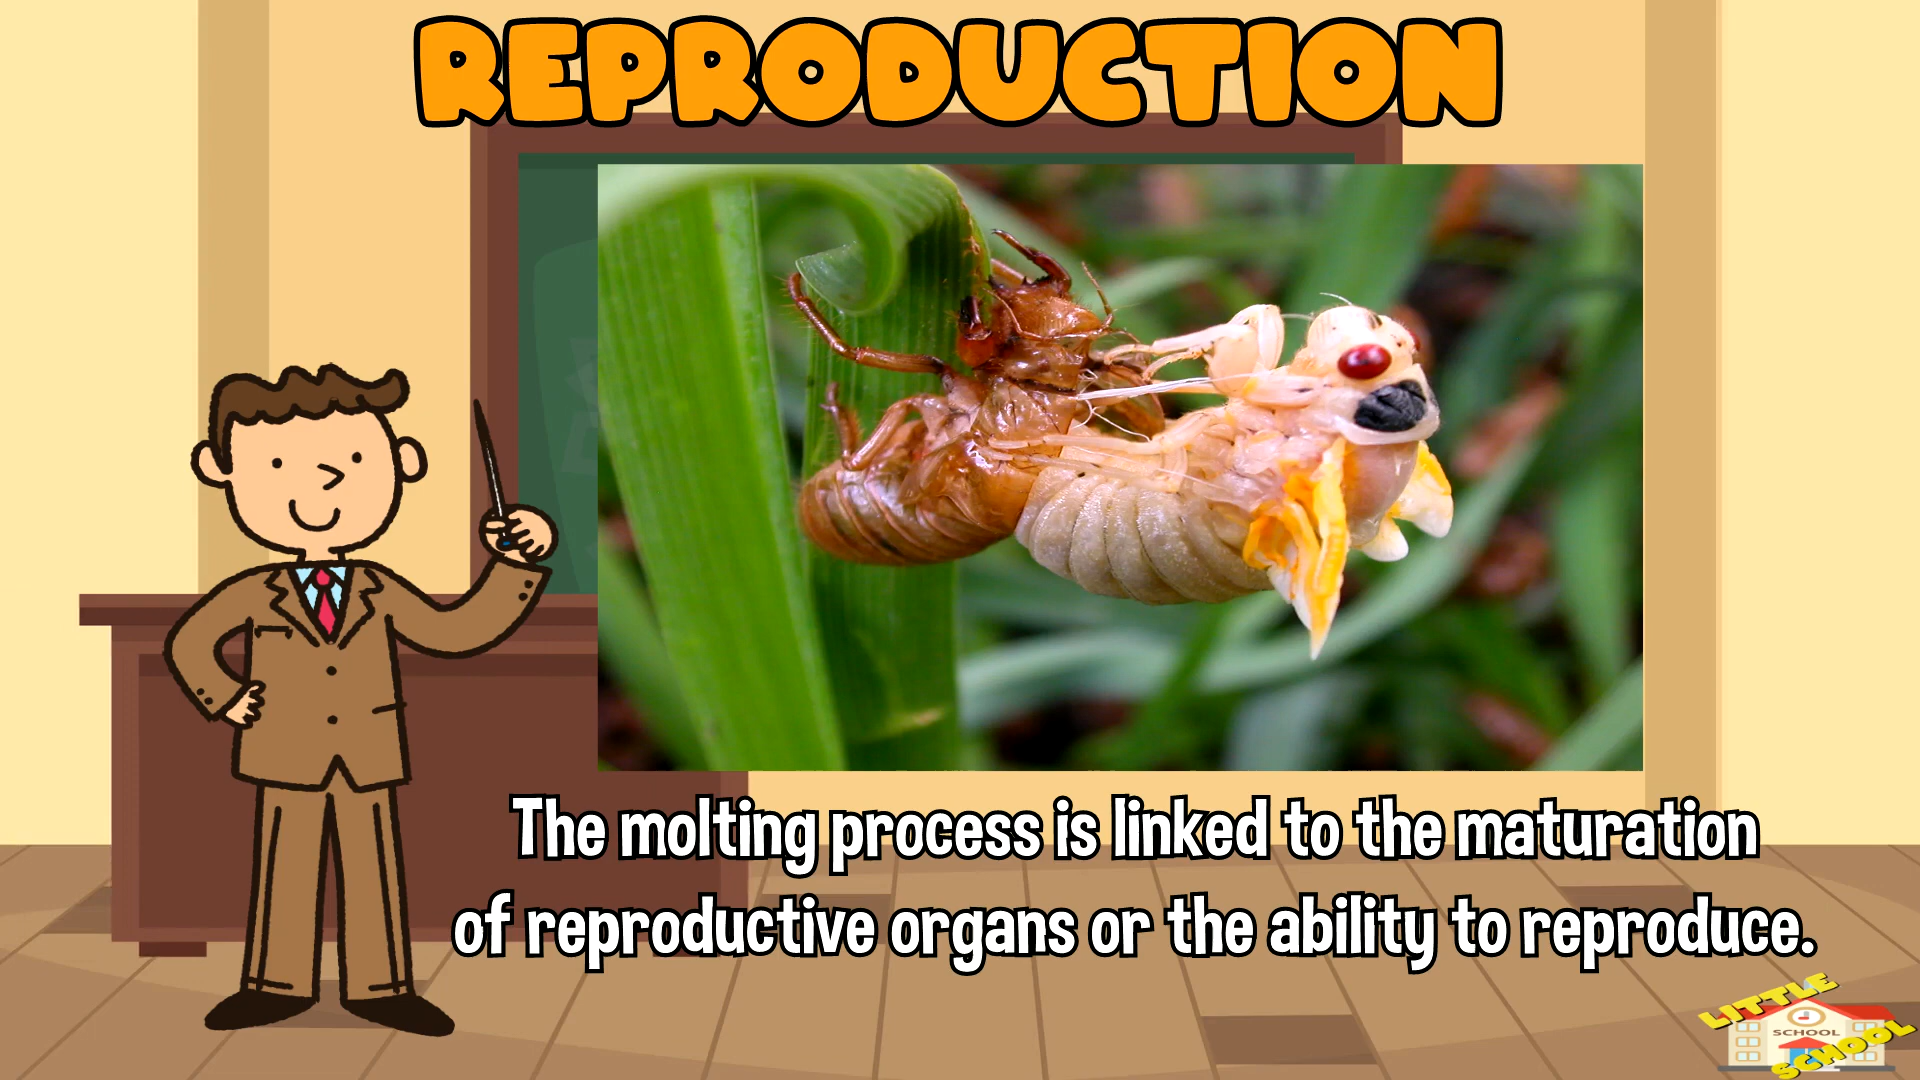 REPRODUCTION
The molting process is linked to the maturation
of reproductive organs or the ability to reproduce.
LITTLE
SCHOOL
SCHOOL